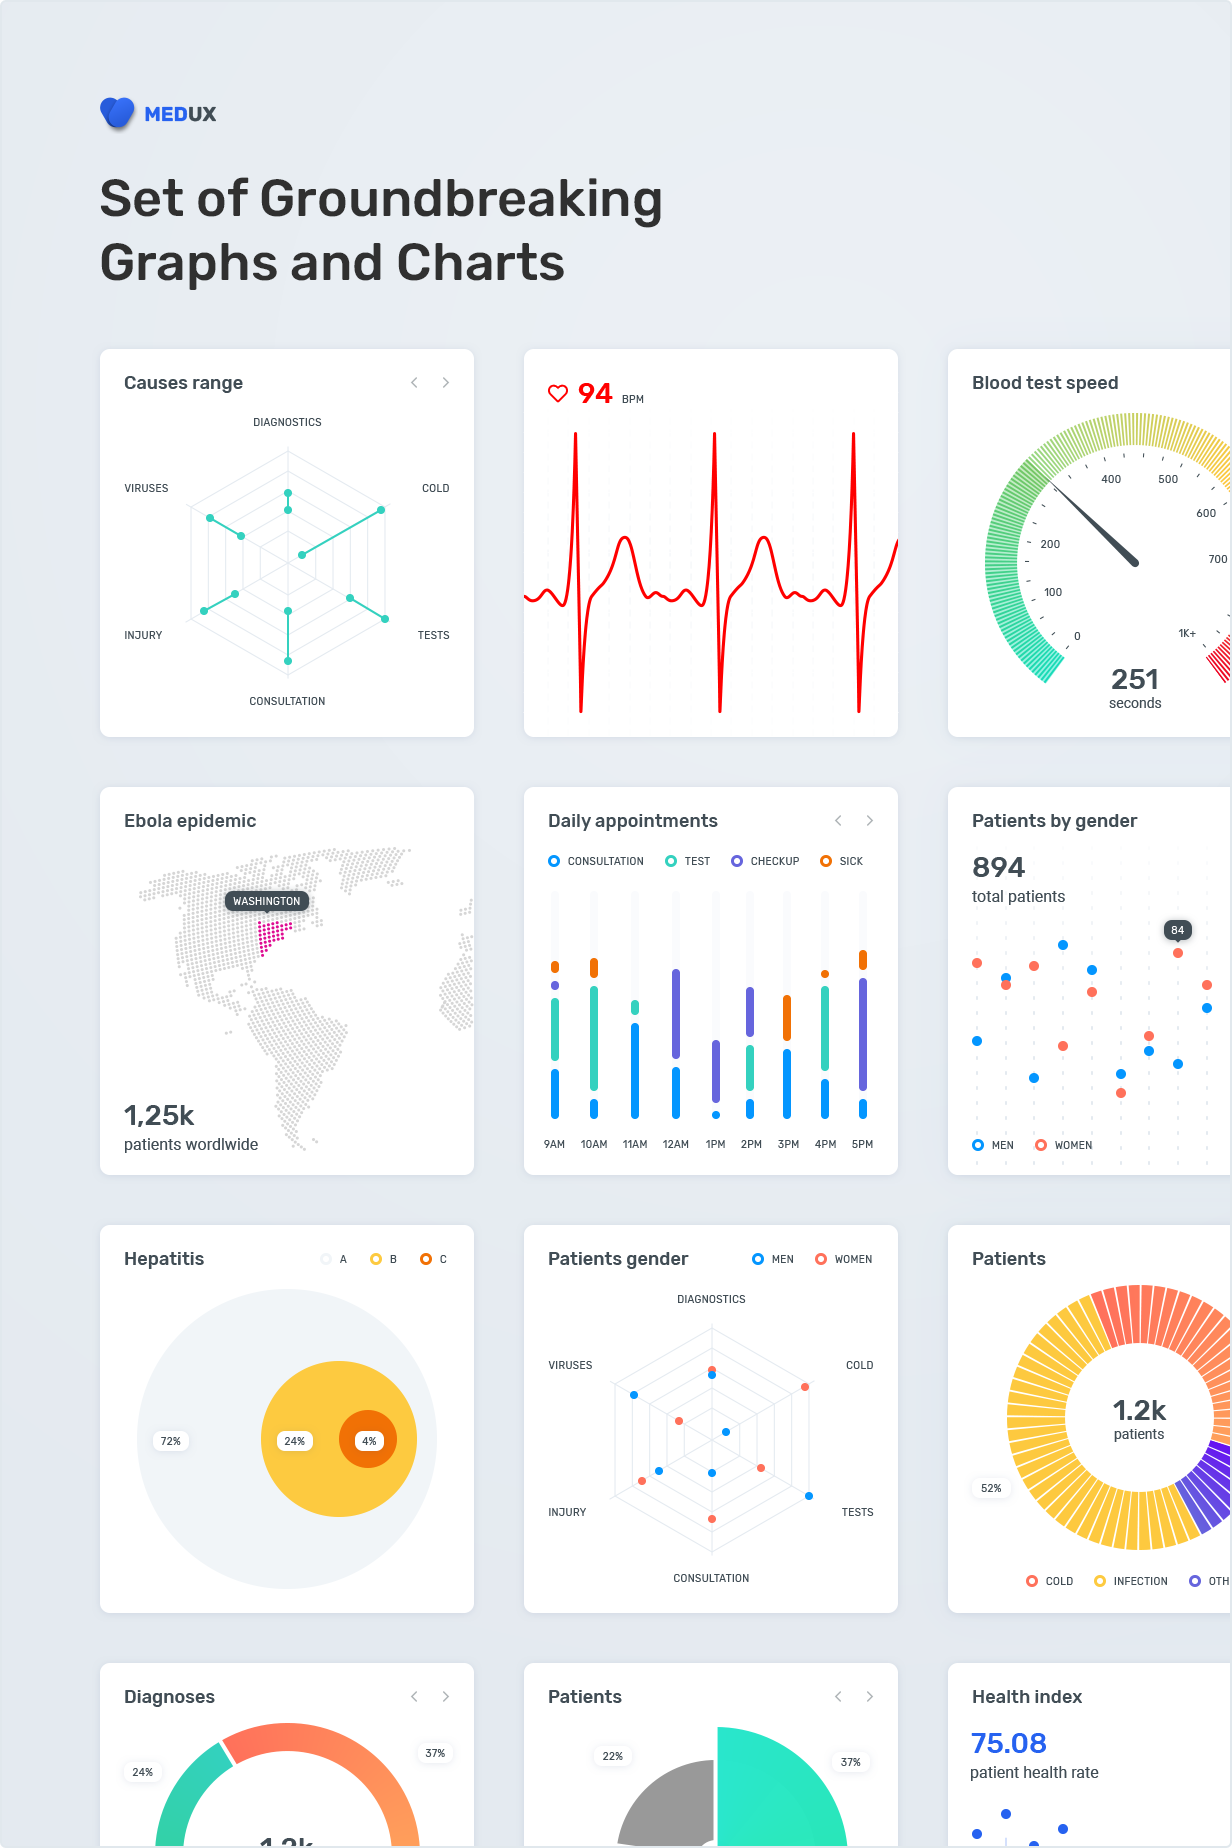 MEDUX
Set of Groundbreaking
Graphs and Charts
Causes range
DIAGNOSTICS
VIRUSES
COLD
INJURY
TESTS
CONSULTATION
94 BPM
Blood test speed
400
500
600
200
700
100
0
1K+
251
seconds
Ebola epidemic
WASHINGTON
1,25k
patients wordlwide
Daily appointments
CONSULTATION
TEST
CHECKUP
SICK
9AM 10AM 11AM 12AM 1PM 2PM 3PM 4PM 5PM
Patients by gender
894
total patients
84
MEN
WOMEN
Hepatitis
A
B
C
72%
24%
4%
Patients gender
MEN
WOMEN
DIAGNOSTICS
VIRUSES
COLD
INJURY
TESTS
CONSULTATION
Patients
1.2k
patients
52%
COLD
INFECTION
OTH
Diagnoses
24%
37%
1.2k
Patients
22%
37%
Health index
75.08
patient health rate